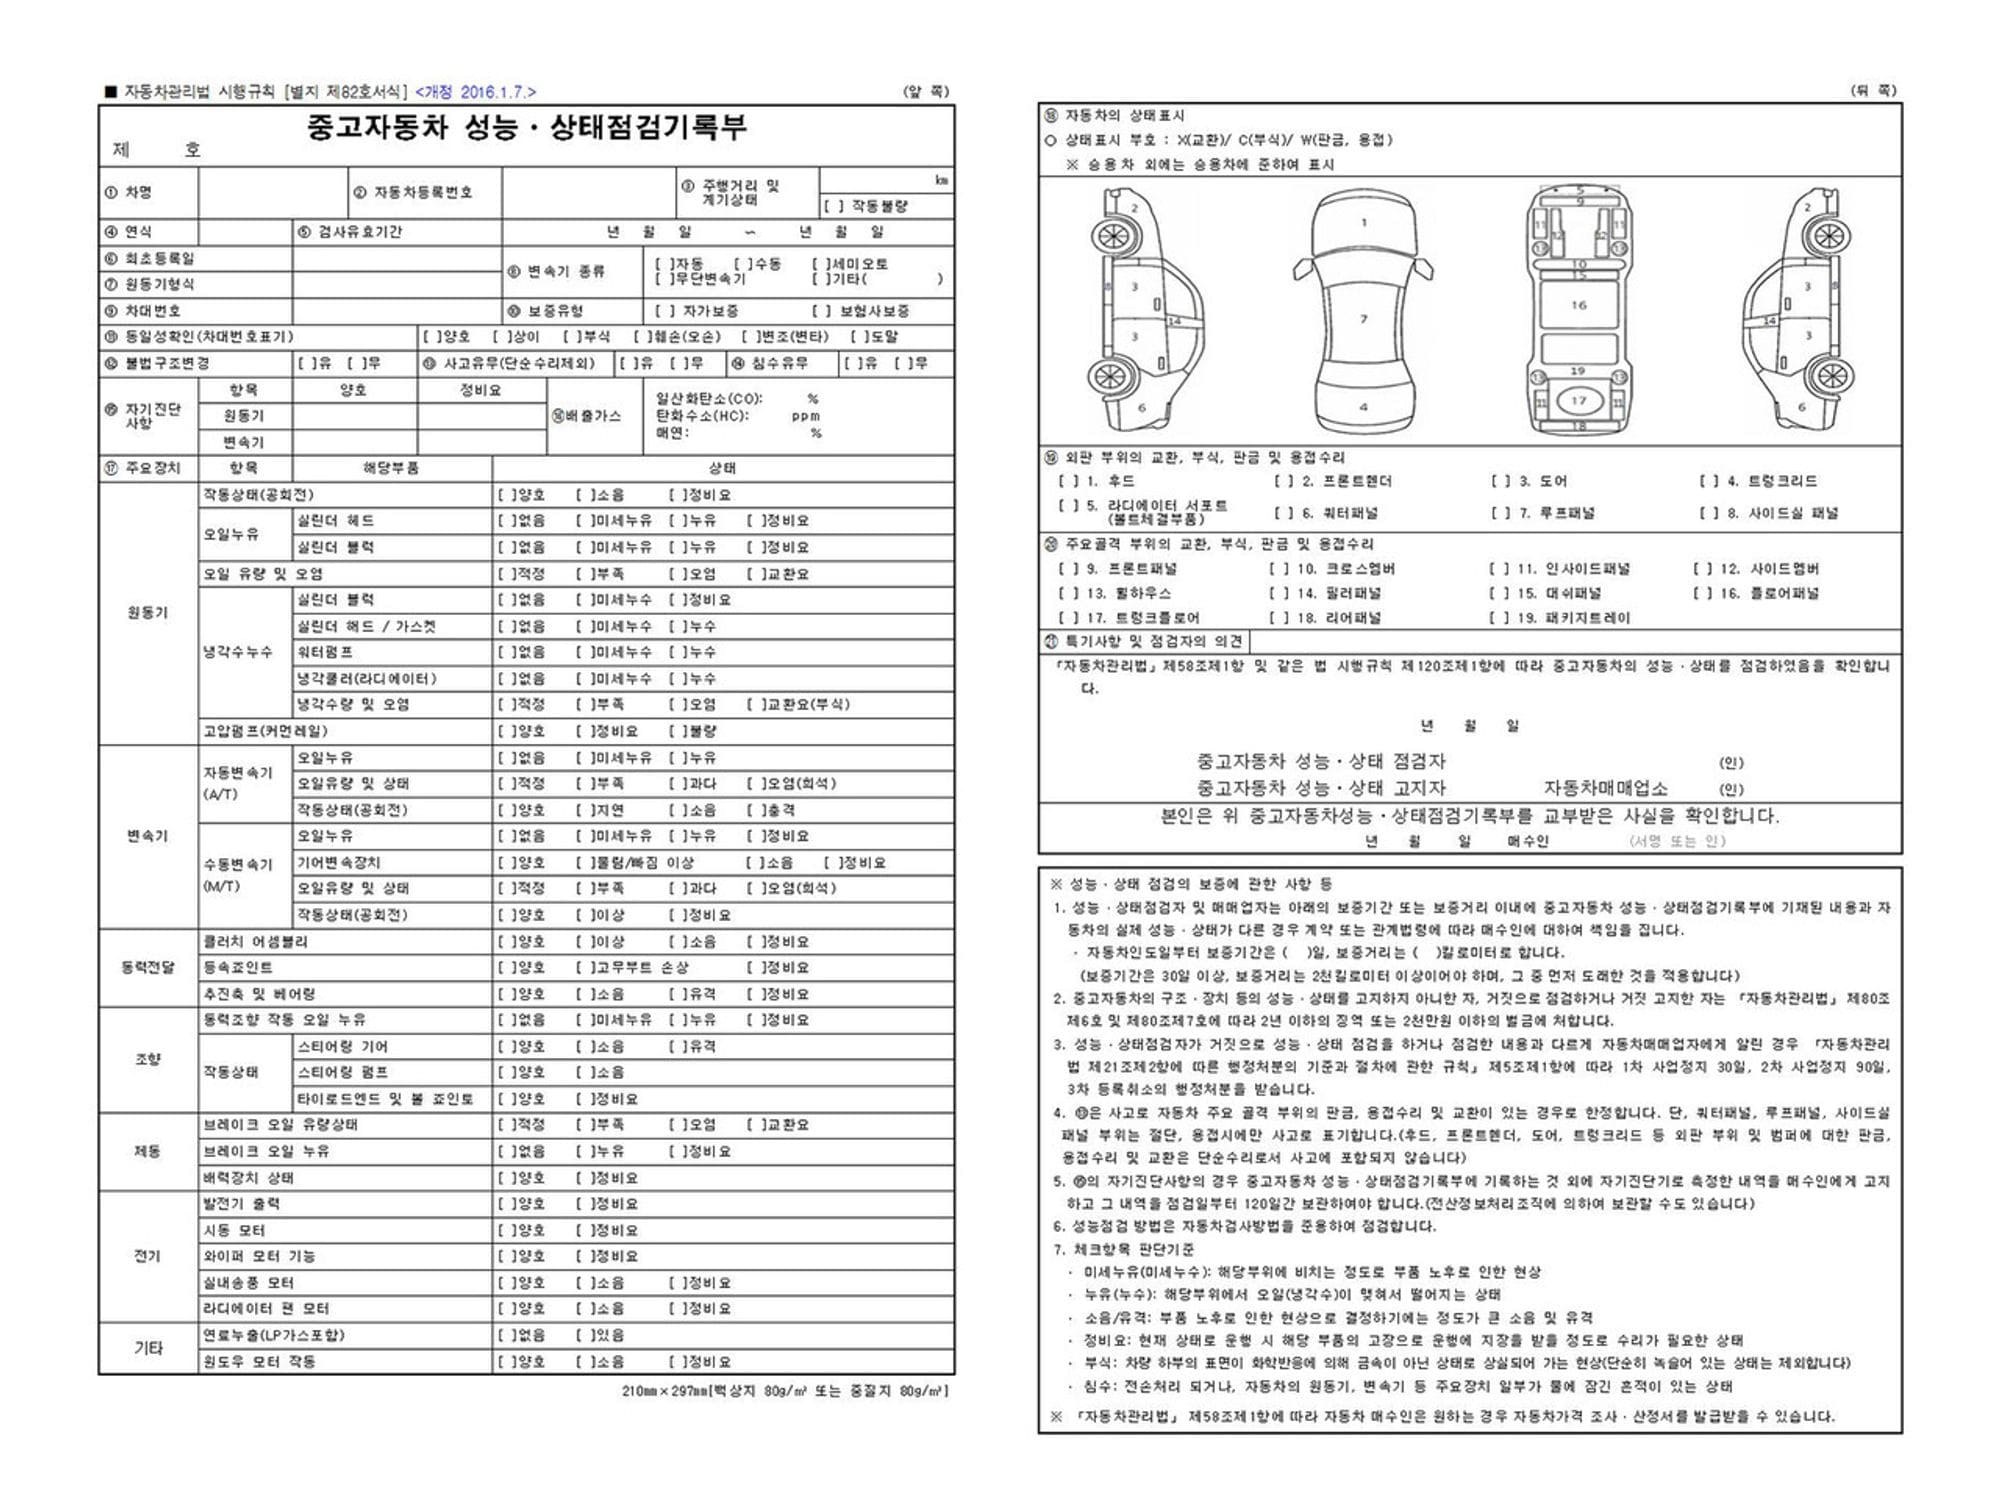 ■ 자동차관리법 시행규칙 [별지 제82호서식] <개정 2016.1.7.>
(앞 쪽)
중고자동차 성능 · 상태점검기록부
제 호
① 차명
② 자동차등록번호
③ 주행거리 및 계기상태
km
[ ] 작동불량
④ 연식
⑤ 검사유효기간
년 월 일 ~ 년 월 일
⑥ 최초등록일
⑦ 원동기형식
⑧ 변속기 종류
[ ]자동 [ ]수동 [ ]세미오토
[ ]무단변속기 [ ]기타( )
⑨ 차대번호
⑩ 보증유형
[ ] 자가보증 [ ] 보험사보증
⑪ 동일성확인(차대번호표기)
[ ]양호 [ ]상이 [ ]부식 [ ]훼손(오손) [ ]변조(변타) [ ]도말
⑫ 불법구조변경 [ ]유 [ ]무
⑬ 사고유무(단순수리제외) [ ]유 [ ]무
⑭ 침수유무 [ ]유 [ ]무
⑮ 자기진단사항
항목 양호 정비요
원동기
변속기
⑯배출가스
일산화탄소(CO): %
탄화수소(HC): ppm
매연: %
⑰ 주요장치 항목 해당부품 상태
원동기
작동상태(공회전) [ ]양호 [ ]소음 [ ]정비요
오일누유
실린더 헤드 [ ]없음 [ ]미세누유 [ ]누유 [ ]정비요
실린더 블럭 [ ]없음 [ ]미세누유 [ ]누유 [ ]정비요
오일 유량 및 오염 [ ]적정 [ ]부족 [ ]오염 [ ]교환요
냉각수누수
실린더 블럭 [ ]없음 [ ]미세누수 [ ]정비요
실린더 헤드 / 가스켓 [ ]없음 [ ]미세누수 [ ]누수
워터펌프 [ ]없음 [ ]미세누수 [ ]누수
냉각쿨러(라디에이터) [ ]없음 [ ]미세누수 [ ]누수
냉각수량 및 오염 [ ]적정 [ ]부족 [ ]오염 [ ]교환요(부식)
고압펌프(커먼레일) [ ]양호 [ ]정비요 [ ]불량
변속기
자동변속기 (A/T)
오일누유 [ ]없음 [ ]미세누유 [ ]누유
오일유량 및 상태 [ ]적정 [ ]부족 [ ]과다 [ ]오염(희석)
작동상태(공회전) [ ]양호 [ ]지연 [ ]소음 [ ]충격
수동변속기 (M/T)
오일누유 [ ]없음 [ ]미세누유 [ ]누유 [ ]정비요
기어변속장치 [ ]양호 [ ]물림/빠짐 이상 [ ]소음 [ ]정비요
오일유량 및 상태 [ ]적정 [ ]부족 [ ]과다 [ ]오염(희석)
작동상태(공회전) [ ]양호 [ ]이상 [ ]정비요
동력전달
클러치 어셈블리 [ ]양호 [ ]이상 [ ]소음 [ ]정비요
등속죠인트 [ ]양호 [ ]고무부트 손상 [ ]정비요
추진축 및 베어링 [ ]양호 [ ]소음 [ ]유격 [ ]정비요
조향
동력조향 작동 오일 누유 [ ]없음 [ ]미세누유 [ ]누유 [ ]정비요
작동상태
스티어링 기어 [ ]양호 [ ]소음 [ ]유격
스티어링 펌프 [ ]양호 [ ]소음
타이로드엔드 및 볼 죠인토 [ ]양호 [ ]정비요
제동
브레이크 오일 유량상태 [ ]적정 [ ]부족 [ ]오염 [ ]교환요
브레이크 오일 누유 [ ]없음 [ ]누유 [ ]정비요
배력장치 상태 [ ]양호 [ ]정비요
전기
발전기 출력 [ ]양호 [ ]정비요
시동 모터 [ ]양호 [ ]정비요
와이퍼 모터 기능 [ ]양호 [ ]정비요
실내송풍 모터 [ ]양호 [ ]소음 [ ]정비요
라디에이터 팬 모터 [ ]양호 [ ]소음 [ ]정비요
기타
연료누출(LP가스포함) [ ]없음 [ ]있음
윈도우 모터 작동 [ ]양호 [ ]소음 [ ]정비요
210mm×297mm[백상지 80g/㎡ 또는 중질지 80g/㎡]
(뒤 쪽)
⑱ 자동차의 상태표시
○ 상태표시 부호 : X(교환)/ C(부식)/ W(판금, 용접)
※ 승용차 외에는 승용차에 준하여 표시
2 8 3 14 3 6
1 7 4
5 9 11 12 12 11 13 13 10 15 16 19 13 13 11 17 11 18
2 3 8 14 3 6
⑲ 외판 부위의 교환, 부식, 판금 및 용접수리
[ ] 1. 후드 [ ] 2. 프론트휀더 [ ] 3. 도어 [ ] 4. 트렁크리드
[ ] 5. 라디에이터 서포트 (볼트체결부품) [ ] 6. 쿼터패널 [ ] 7. 루프패널 [ ] 8. 사이드실 패널
⑳ 주요골격 부위의 교환, 부식, 판금 및 용접수리
[ ] 9. 프론트패널 [ ] 10. 크로스멤버 [ ] 11. 인사이드패널 [ ] 12. 사이드멤버
[ ] 13. 휠하우스 [ ] 14. 필러패널 [ ] 15. 대쉬패널 [ ] 16. 플로어패널
[ ] 17. 트렁크플로어 [ ] 18. 리어패널 [ ] 19. 패키지트레이
㉑ 특기사항 및 점검자의 의견
「자동차관리법」제58조제1항 및 같은 법 시행규칙 제120조제1항에 따라 중고자동차의 성능 · 상태를 점검하였음을 확인합니
다.
년 월 일
중고자동차 성능 · 상태 점검자 (인)
중고자동차 성능 · 상태 고지자 자동차매매업소 (인)
본인은 위 중고자동차성능 · 상태점검기록부를 교부받은 사실을 확인합니다.
년 월 일 매수인 (서명 또는 인)
※ 성능 · 상태 점검의 보증에 관한 사항 등
1. 성능 · 상태점검자 및 매매업자는 아래의 보증기간 또는 보증거리 이내에 중고자동차 성능 · 상태점검기록부에 기재된 내용과 자
동차의 실제 성능 · 상태가 다른 경우 계약 또는 관계법령에 따라 매수인에 대하여 책임을 집니다.
· 자동차인도일부터 보증기간은 ( )일, 보증거리는 ( )킬로미터로 합니다.
(보증기간은 30일 이상, 보증거리는 2천킬로미터 이상이어야 하며, 그 중 먼저 도래한 것을 적용합니다)
2. 중고자동차의 구조 · 장치 등의 성능 · 상태를 고지하지 아니한 자, 거짓으로 점검하거나 거짓 고지한 자는 「자동차관리법」 제80조
제6호 및 제80조제7호에 따라 2년 이하의 징역 또는 2천만원 이하의 벌금에 처합니다.
3. 성능 · 상태점검자가 거짓으로 성능 · 상태 점검을 하거나 점검한 내용과 다르게 자동차매매업자에게 알린 경우 「자동차관리
법 제21조제2항에 따른 행정처분의 기준과 절차에 관한 규칙」 제5조제1항에 따라 1차 사업정지 30일, 2차 사업정지 90일,
3차 등록취소의 행정처분을 받습니다.
4. ⑬은 사고로 자동차 주요 골격 부위의 판금, 용접수리 및 교환이 있는 경우로 한정합니다. 단, 쿼터패널, 루프패널, 사이드실
패널 부위는 절단, 용접시에만 사고로 표기합니다.(후드, 프론트휀더, 도어, 트렁크리드 등 외판 부위 및 범퍼에 대한 판금,
용접수리 및 교환은 단순수리로서 사고에 포함되지 않습니다)
5. ⑮의 자기진단사항의 경우 중고자동차 성능 · 상태점검기록부에 기록하는 것 외에 자기진단기로 측정한 내역을 매수인에게 고지
하고 그 내역을 점검일부터 120일간 보관하여야 합니다.(전산정보처리조직에 의하여 보관할 수도 있습니다)
6. 성능점검 방법은 자동차검사방법을 준용하여 점검합니다.
7. 체크항목 판단기준
· 미세누유(미세누수): 해당부위에 비치는 정도로 부품 노후로 인한 현상
· 누유(누수): 해당부위에서 오일(냉각수)이 맺혀서 떨어지는 상태
· 소음/유격: 부품 노후로 인한 현상으로 결정하기에는 정도가 큰 소음 및 유격
· 정비요: 현재 상태로 운행 시 해당 부품의 고장으로 운행에 지장을 받을 정도로 수리가 필요한 상태
· 부식: 차량 하부의 표면이 화학반응에 의해 금속이 아닌 상태로 상실되어 가는 현상(단순히 녹슬어 있는 상태는 제외합니다)
· 침수: 전손처리 되거나, 자동차의 원동기, 변속기 등 주요장치 일부가 물에 잠긴 흔적이 있는 상태
※ 「자동차관리법」 제58조제1항에 따라 자동차 매수인은 원하는 경우 자동차가격 조사 · 산정서를 발급받을 수 있습니다.